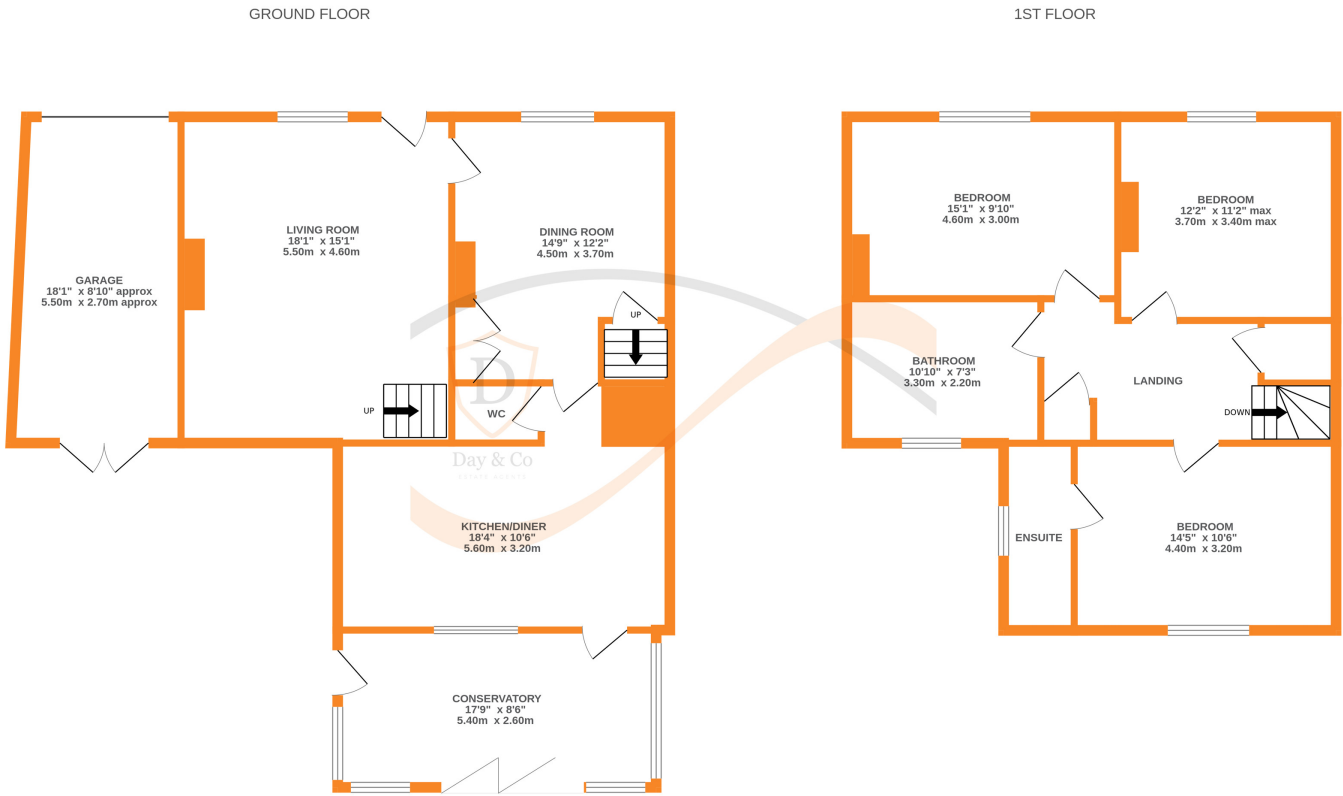 GROUND FLOOR
GARAGE
18'1" x 8'10" approx
5.50m x 2.70m approx
LIVING ROOM
18'1" x 15'1"
5.50m x 4.60m
UP
DINING ROOM
14'9" x 12'2"
4.50m x 3.70m
UP
WC
D
Day & Co
ESTATE AGENTS
KITCHEN/DINER
18'4" x 10'6"
5.60m x 3.20m
CONSERVATORY
17'9" x 8'6"
5.40m x 2.60m
1ST FLOOR
BEDROOM
15'1" x 9'10"
4.60m x 3.00m
BEDROOM
12'2" x 11'2" max
3.70m x 3.40m max
BATHROOM
10'10" x 7'3"
3.30m x 2.20m
LANDING
DOWN
ENSUITE
BEDROOM
14'5" x 10'6"
4.40m x 3.20m